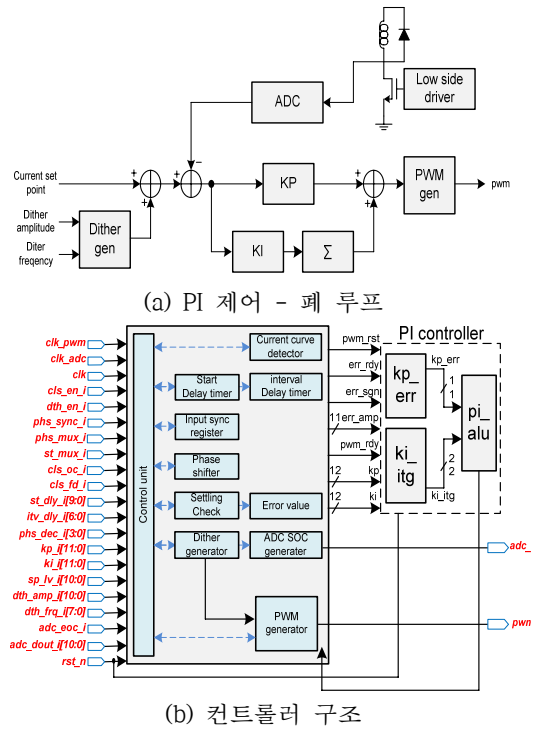 ADC
Low side
driver
Current set
point
Dither
amplitude
Diter
freqency
Dither
gen
+
+
+
−
KP
KI
Σ
+
+
PWM
gen
pwm
(a) PI 제어 - 폐 루프
clk_pwm
clk_adc
clk
cls_en_i
dth_en_i
phs_sync_i
phs_mux_i
st_mux_i
cls_oc_i
cls_fd_i
st_dly_i[9:0]
itv_dly_i[6:0]
phs_dec_i[3:0]
kp_i[11:0]
ki_i[11:0]
sp_lv_i[10:0]
dth_amp_i[10:0]
dth_frq_i[7:0]
adc_eoc_i
adc_dout_i[10:0]
rst_n
Control unit
Current curve
detector
Start
Delay timer
interval
Delay timer
Input sync
register
Phase
shifter
Settling
Check
Error value
Dither
generator
ADC SOC
generater
PWM
generator
pwm_rst
err_rdy
err_sgn
11 err_amp
pwm_rdy
12 kp
12 ki
PI controller
kp_
err
ki_
itg
kp_err
1
1
2
2
ki_itg
pi_
alu
adc_
pwn
(b) 컨트롤러 구조